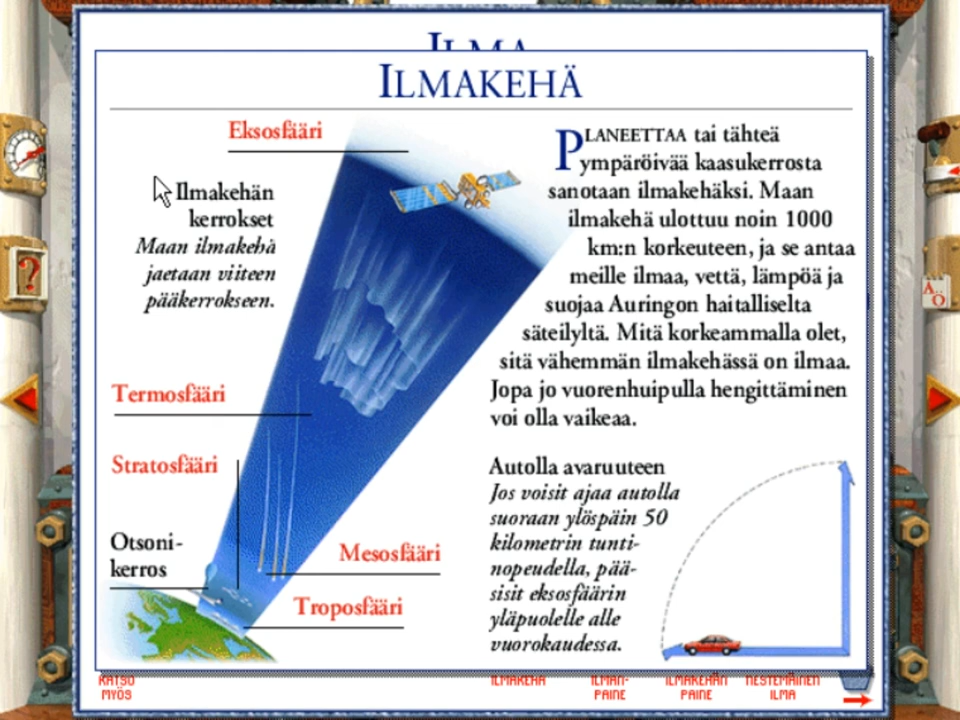 ILMA
ILMAKEHÄ
Eksosfääri
Ilmakehän
kerrokset
Maan ilmakehä
jaetaan viiteen
pääkerrokseen.
Termosfääri
Stratosfääri
Otsoni-
kerros
Mesosfääri
Troposfääri
PLANEETTAA tai tähteä
ympäröivää kaasukerrosta
sanotaan ilmakehäksi. Maan
ilmakehä ulottuu noin 1000
km:n korkeuteen, ja se antaa
meille ilmaa, vettä, lämpöä ja
suojaa Auringon haitalliselta
säteilyltä. Mitä korkeammalla olet,
sitä vähemmän ilmakehässä on ilmaa.
Jopa jo vuorenhuipulla hengittäminen
voi olla vaikeaa.
Autolla avaruuteen
Jos voisit ajaa autolla
suoraan ylöspäin 50
kilometrin tunti-
nopeudella, pää-
sisit eksosfäärin
yläpuolelle alle
vuorokaudessa.
?
A...
O
KATSO
MYÖS
ILMAKEHÄ
ILMAN-
PAINE
ILMAKEHÄN
PAINE
NESTEMÄINEN
ILMA